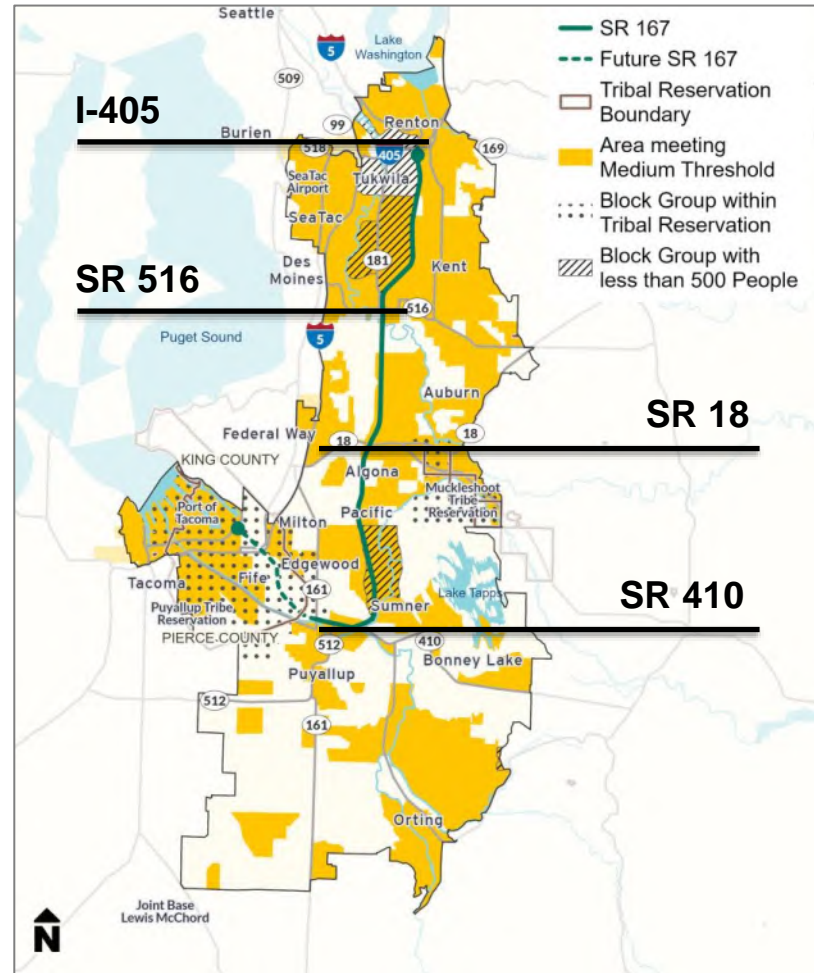 Seattle
5
Lake
Washington
509
I-405
99
Renton
Burien
518
405
169
SeaTac
Airport
Tukwila
SeaTac
Des
Moines
181
Kent
SR 516
516
5
Puget Sound
Auburn
SR 18
Federal Way
18
18
KING COUNTY
Algona
Muckleshoot
Tribe
Reservation
Port of
Tacoma
Pacific
Milton
Edgewood
Tacoma
Fife
161
Lake Tapps
SR 410
Puyallup Tribe
Reservation
Sumner
PIERCE COUNTY
512
410
Bonney Lake
Puyallup
512
161
Orting
Joint Base
Lewis McChord
N
SR 167
Future SR 167
Tribal Reservation
Boundary
Area meeting
Medium Threshold
Block Group within
Tribal Reservation
Block Group with
less than 500 People